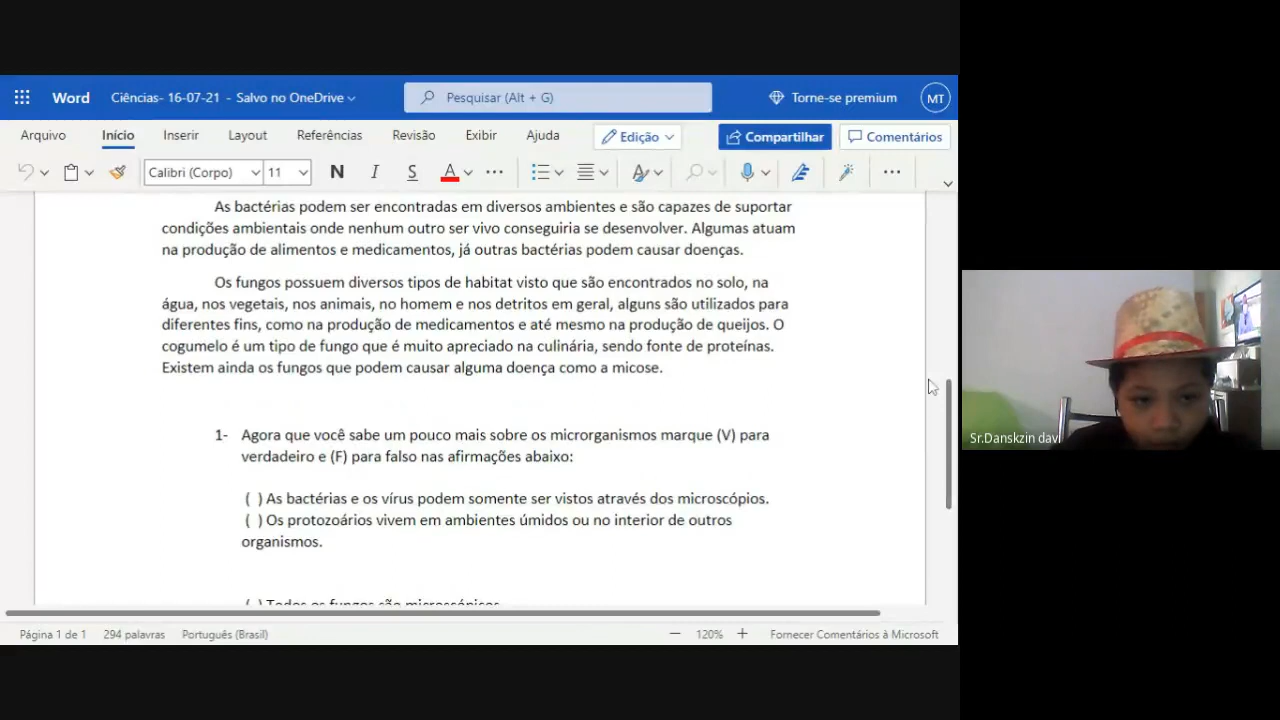 Word Ciências- 16-07-21 - Salvo no OneDrive Pesquisar (Alt + G) Torne-se premium MT
Arquivo Início Inserir Layout Referências Revisão Exibir Ajuda Edição Compartilhar Comentários
Calibri (Corpo) 11 N I S A
As bactérias podem ser encontradas em diversos ambientes e são capazes de suportar
condições ambientais onde nenhum outro ser vivo conseguiria se desenvolver. Algumas atuam
na produção de alimentos e medicamentos, já outras bactérias podem causar doenças.
Os fungos possuem diversos tipos de habitat visto que são encontrados no solo, na
água, nos vegetais, nos animais, no homem e nos detritos em geral, alguns são utilizados para
diferentes fins, como na produção de medicamentos e até mesmo na produção de queijos. O
cogumelo é um tipo de fungo que é muito apreciado na culinária, sendo fonte de proteínas.
Existem ainda os fungos que podem causar alguma doença como a micose.
1- Agora que você sabe um pouco mais sobre os microrganismos marque (V) para
verdadeiro e (F) para falso nas afirmações abaixo:
( ) As bactérias e os vírus podem somente ser vistos através dos microscópios.
( ) Os protozoários vivem em ambientes úmidos ou no interior de outros
organismos.
( ) Todos os fungos são microscópicos.
Página 1 de 1 294 palavras Português (Brasil) 120% Fornecer Comentários à Microsoft
Sr.Danskzin davi